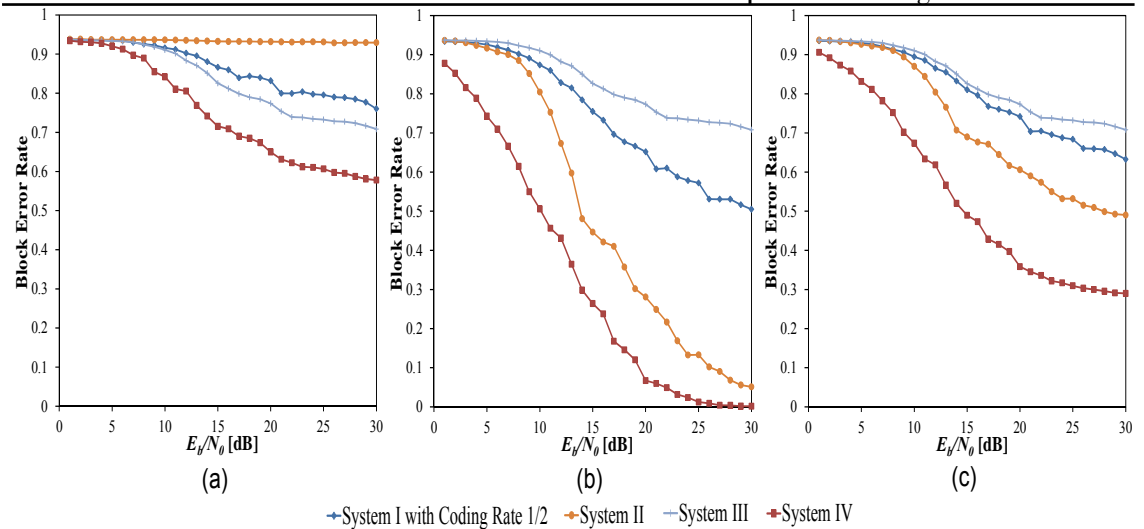 1
0.9
0.8
0.7
0.6
0.5
0.4
0.3
0.2
0.1
0
Block Error Rate
0 5 10 15 20 25 30
E_b/N_0 [dB]
(a)
1
0.9
0.8
0.7
0.6
0.5
0.4
0.3
0.2
0.1
0
Block Error Rate
0 5 10 15 20 25 30
E_b/N_0 [dB]
(b)
1
0.9
0.8
0.7
0.6
0.5
0.4
0.3
0.2
0.1
0
Block Error Rate
0 5 10 15 20 25 30
E_b/N_0 [dB]
(c)
System I with Coding Rate 1/2 System II System III System IV